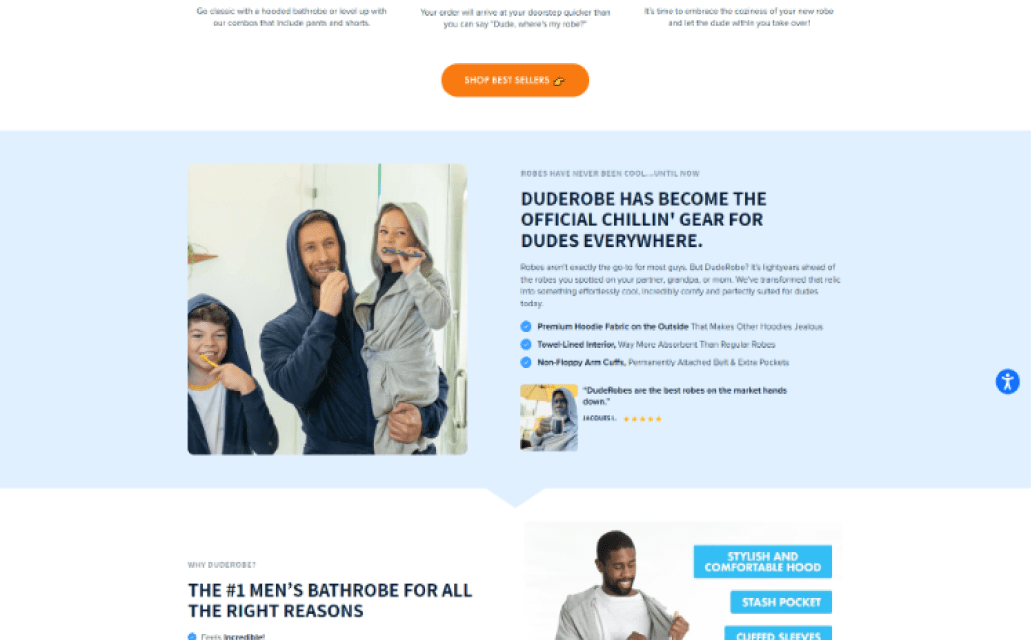 Go classic with a hooded bathrobe or level up with
our combos that include pants and shorts.
Your order will arrive at your doorstep quicker than
you can say "Dude, where's my robe?"
It's time to embrace the coziness of your new robe
and let the dude within you take over!
SHOP BEST SELLERS
ROBES HAVE NEVER BEEN COOL...UNTIL NOW
DUDEROBE HAS BECOME THE
OFFICIAL CHILLIN' GEAR FOR
DUDES EVERYWHERE.
Robes aren't exactly the go-to for most guys. But DudeRobe? It's lightyears ahead of
the robes you spotted on your partner, grandpa, or mom. We've transformed that relic
into something effortlessly cool, incredibly comfy and perfectly suited for dudes
today.
Premium Hoodie Fabric on the Outside That Makes Other Hoodies Jealous
Towel-Lined Interior, Way More Absorbent Than Regular Robes
Non-Floppy Arm Cuffs, Permanently Attached Belt & Extra Pockets
"DudeRobes are the best robes on the market hands
down."
JACQUES L.
WHY DUDEROBE?
THE #1 MEN'S BATHROBE FOR ALL
THE RIGHT REASONS
Feels Incredible!
STYLISH AND
COMFORTABLE HOOD
STASH POCKET
CUFFED SLEEVES